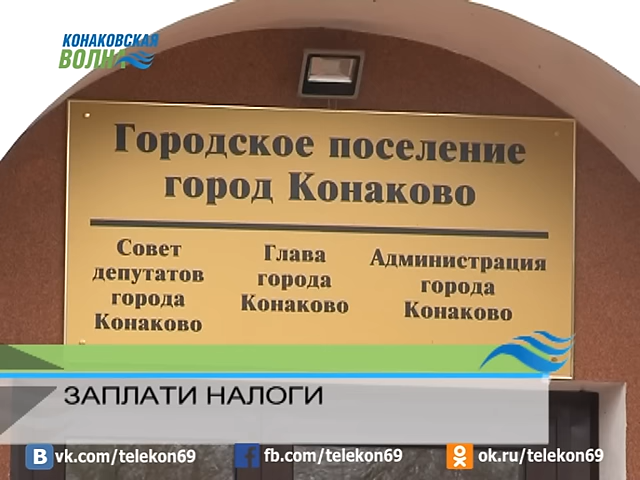 КОНАКОВСКАЯ
ВОЛНА
Городское поселение
город Конаково
Совет
депутатов
города
Конаково
Глава
города
Конаково
Администрация
города
Конаково
ЗАПЛАТИ НАЛОГИ
vk.com/telekon69
fb.com/telekon69
ok.ru/telekon69